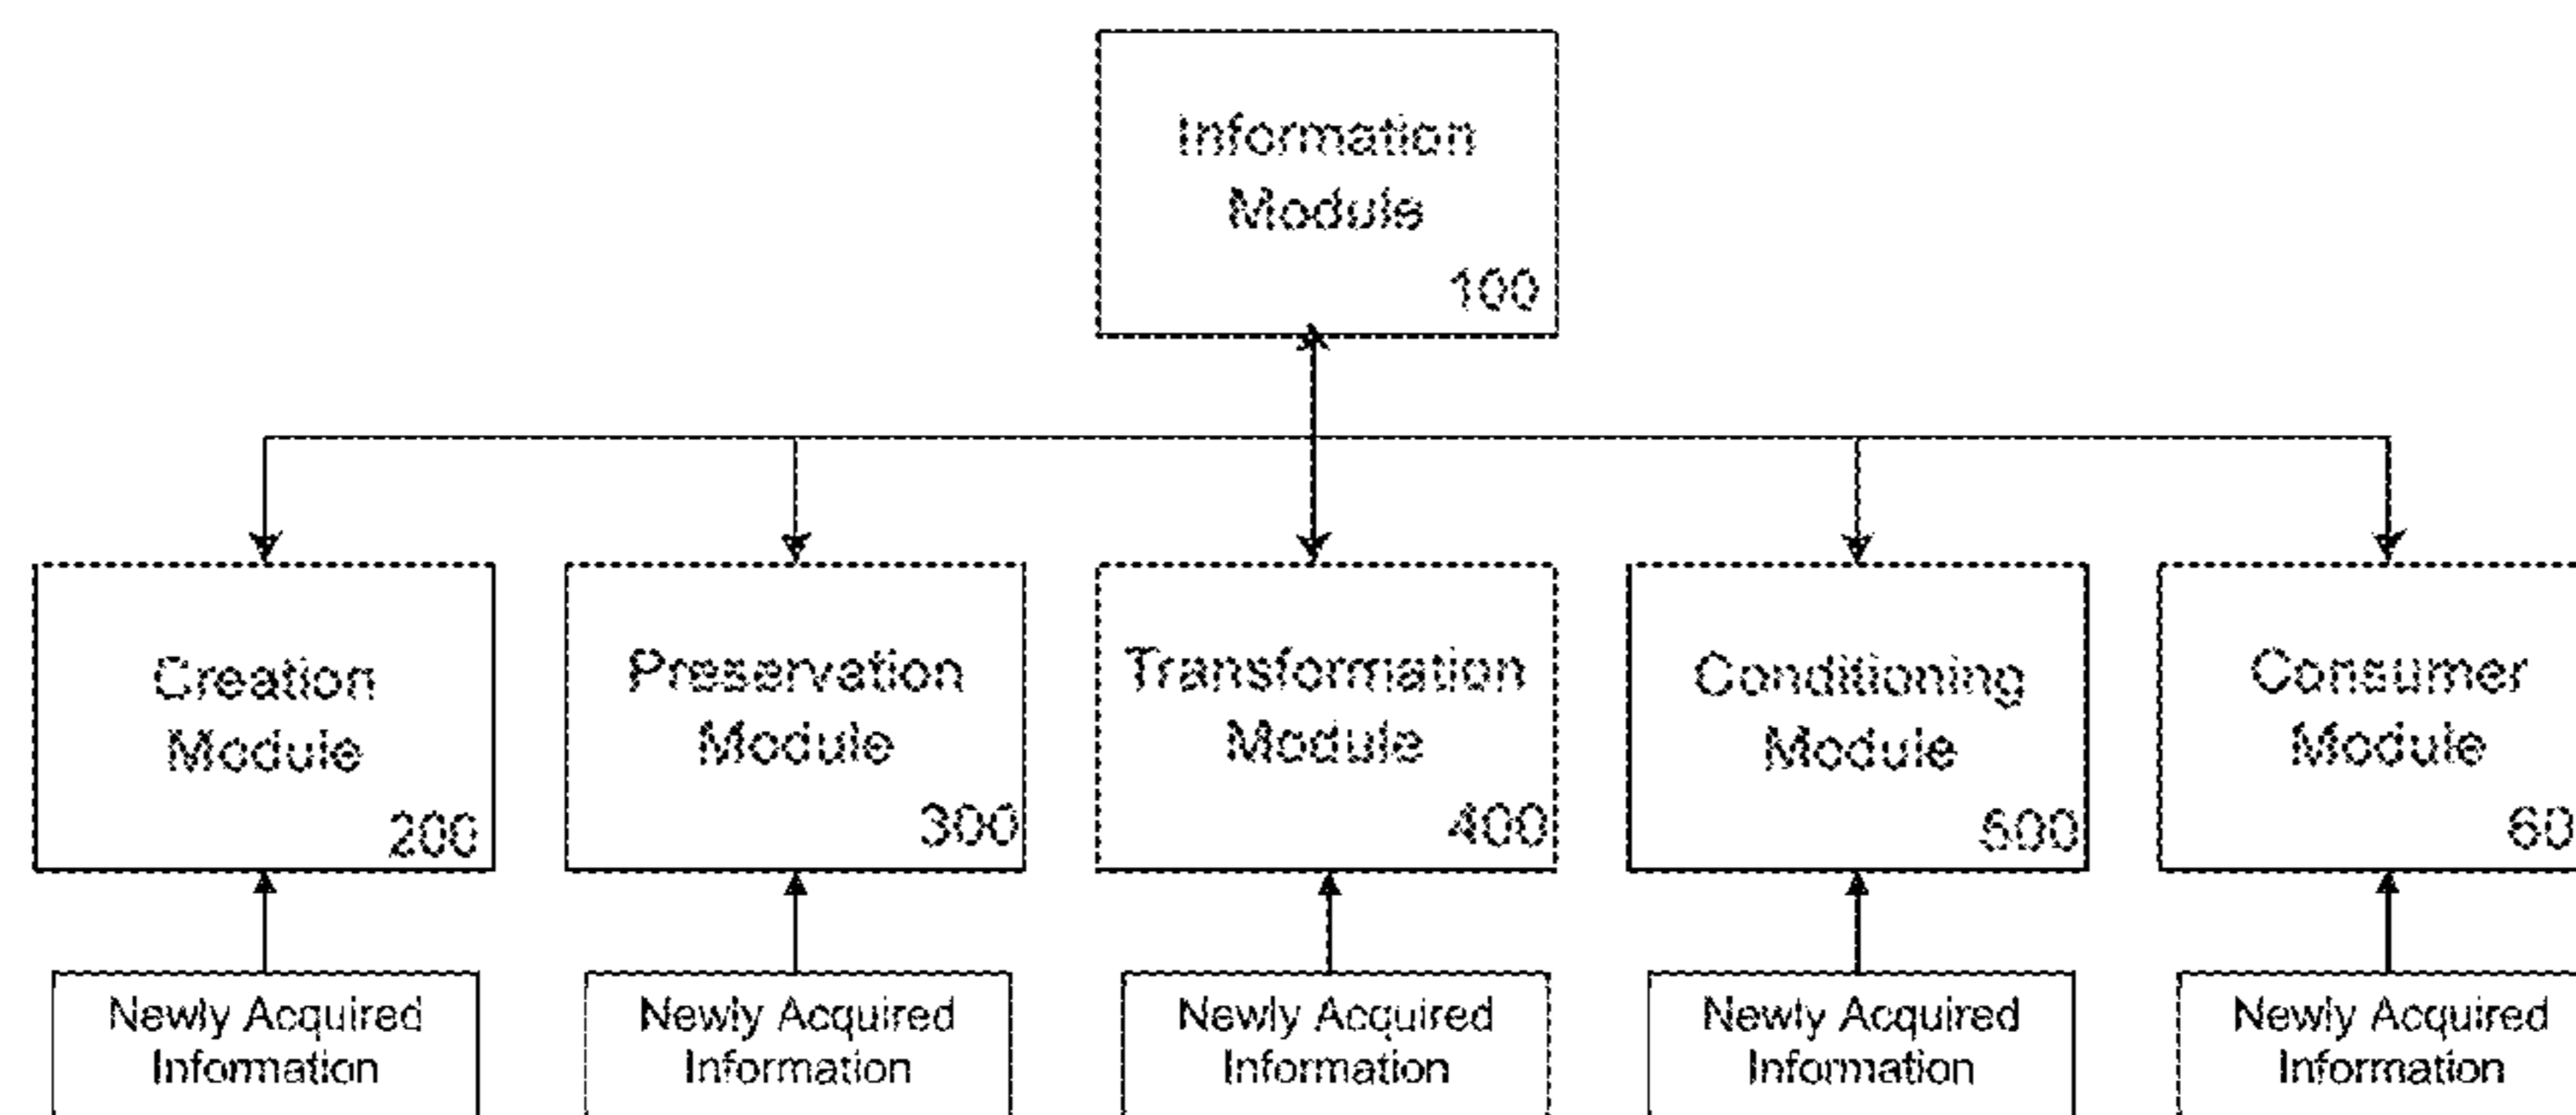 Information
Module
100
Creation
Module
200
Preservation
Module
300
Transformation
Module
400
Conditioning
Module
500
Consumer
Module
60
Newly Acquired
Information
Newly Acquired
Information
Newly Acquired
Information
Newly Acquired
Information
Newly Acquired
Information